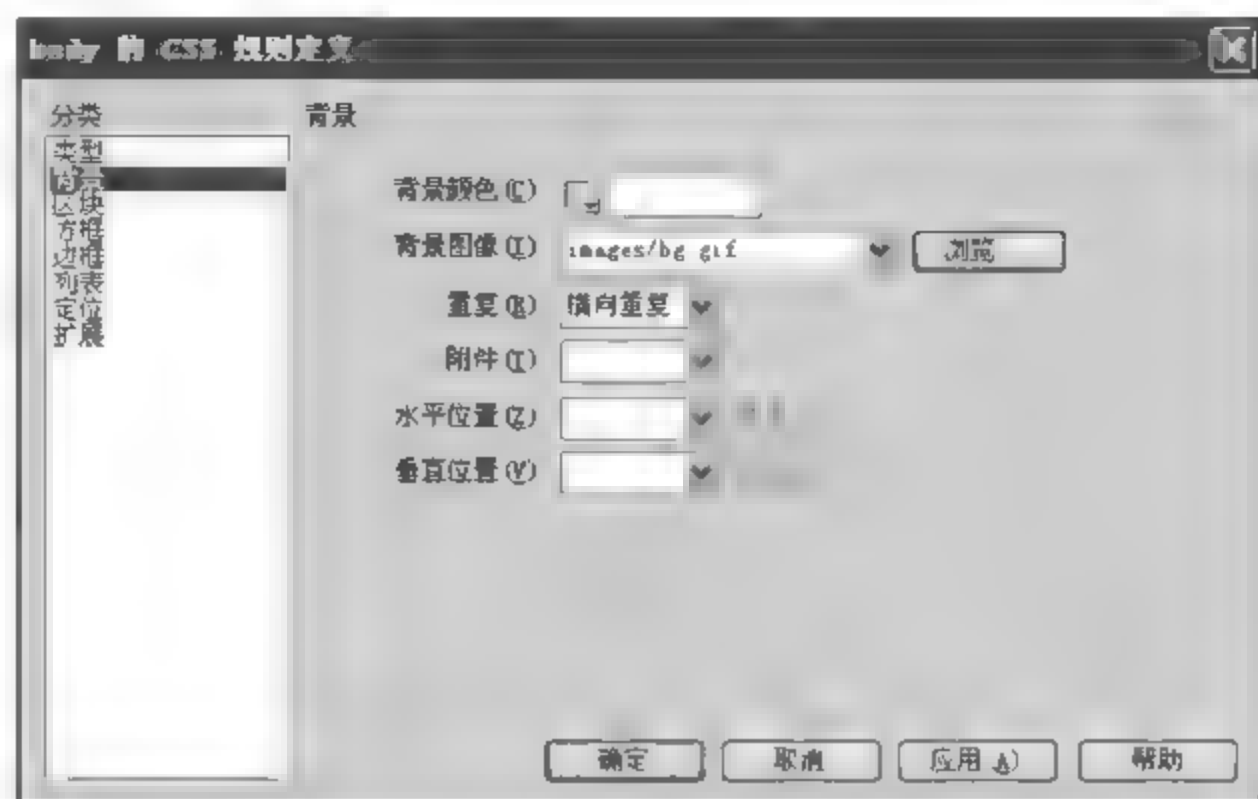 body 的 CSS 规则定义
分类
类型
背景
区块
方框
边框
列表
定位
扩展
背景
背景颜色(C)
背景图像(I) images/bg gif 浏览
重复(R) 横向重复
附件(T)
水平位置(Z)
垂直位置(V)
确定 取消 应用(A) 帮助